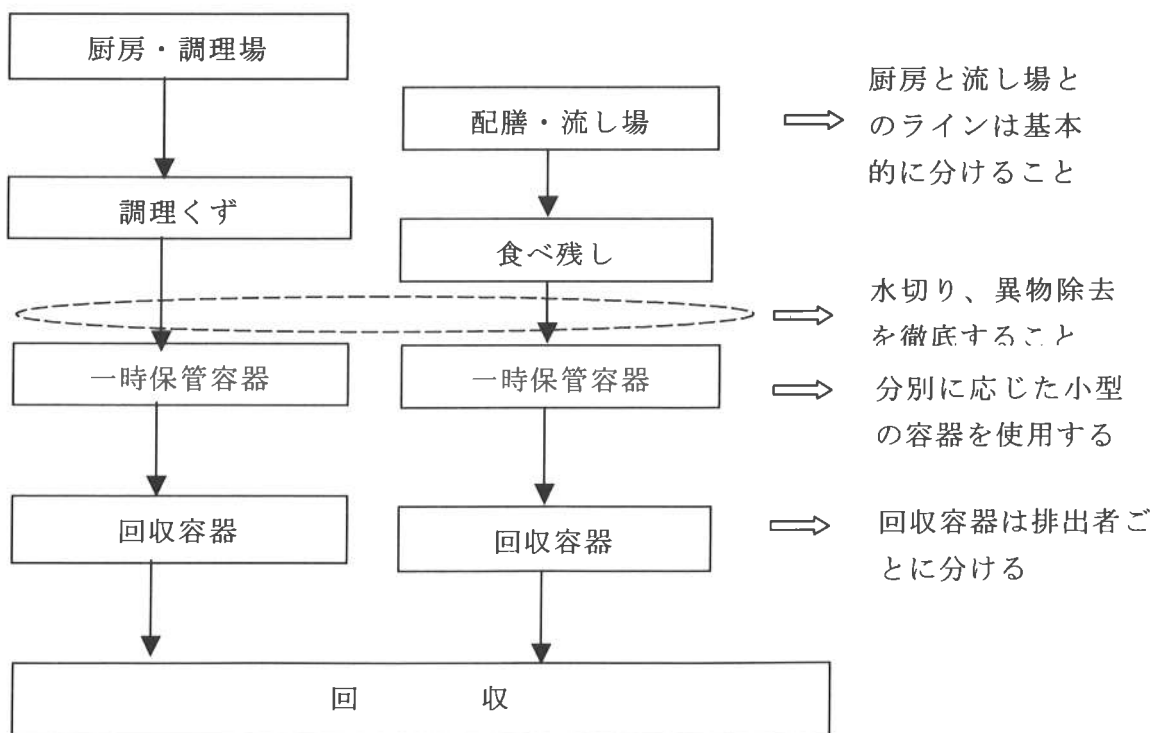 厨房・調理場
配膳・流し場
厨房と流し場と
のラインは基本
的に分けること
調理くず
食べ残し
水切り、異物除去
を徹底すること
一時保管容器
一時保管容器
分別に応じた小型
の容器を使用する
回収容器
回収容器
回収容器は排出者ご
とに分ける
回 収